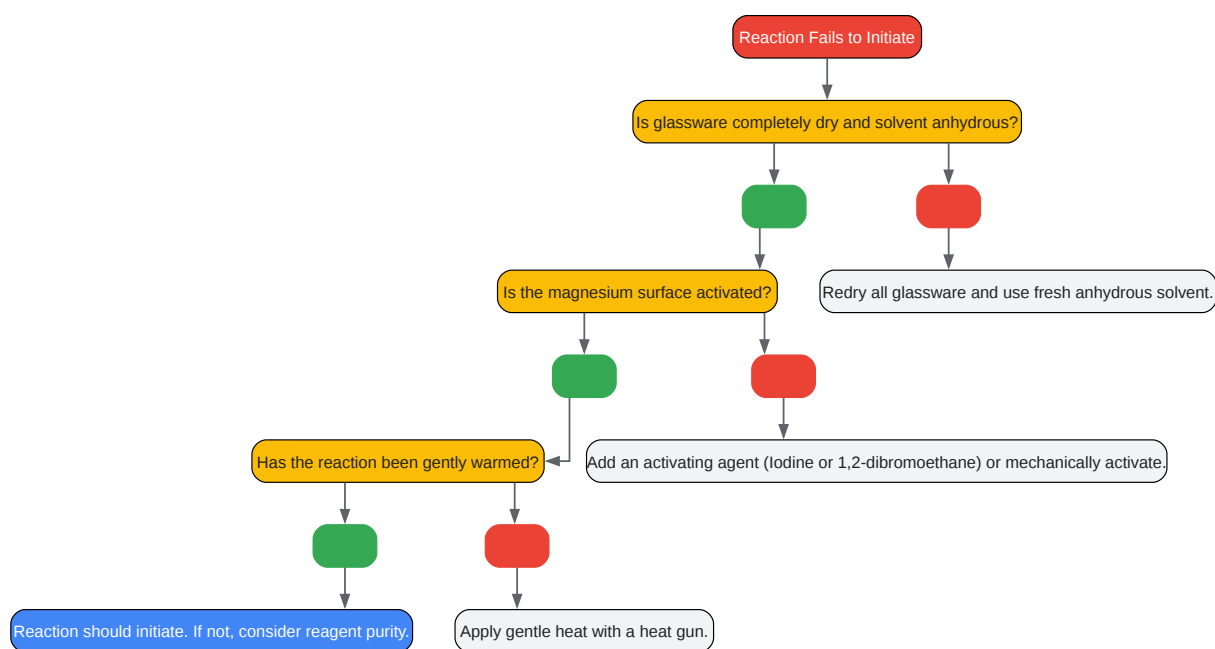 Reaction Fails to Initiate
Is glassware completely dry and solvent anhydrous?
Is the magnesium surface activated?
Redry all glassware and use fresh anhydrous solvent.
Has the reaction been gently warmed?
Add an activating agent (Iodine or 1,2-dibromoethane) or mechanically activate.
Reaction should initiate. If not, consider reagent purity.
Apply gentle heat with a heat gun.